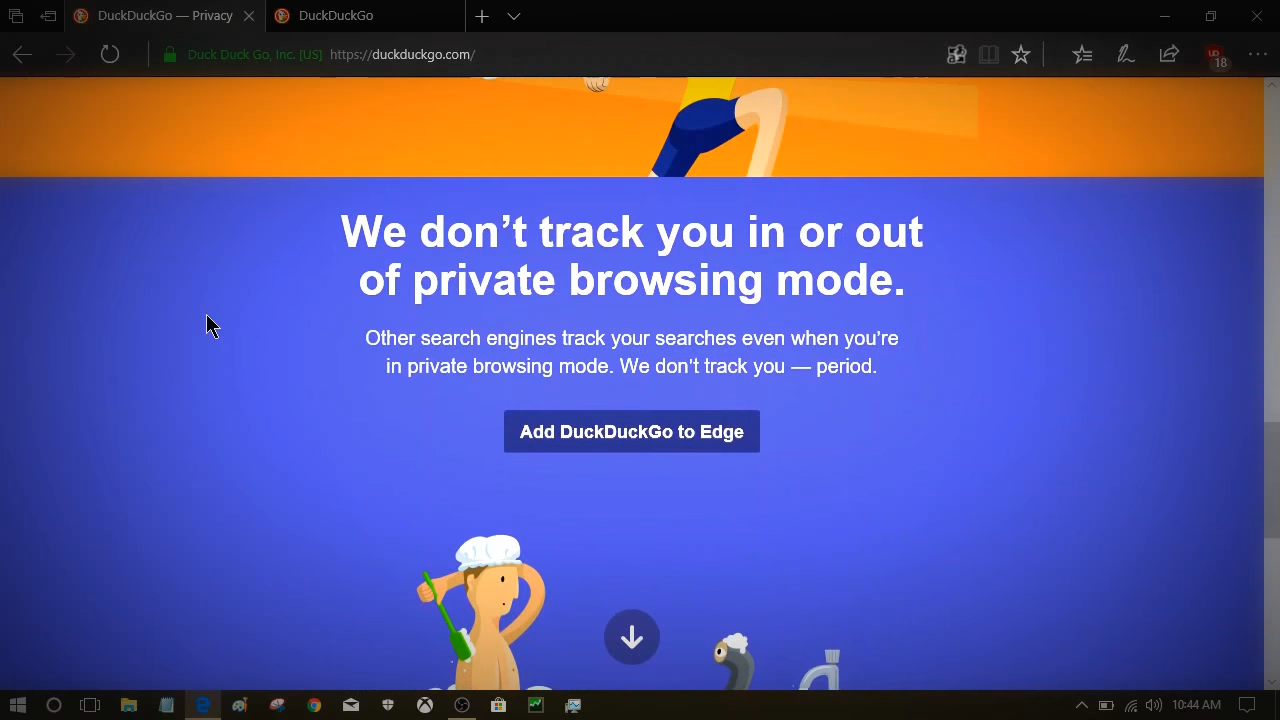 DuckDuckGo — Privacy
DuckDuckGo
Duck Duck Go, Inc. [US] https://duckduckgo.com/
UO
18
We don’t track you in or out
of private browsing mode.
Other search engines track your searches even when you’re
in private browsing mode. We don’t track you — period.
Add DuckDuckGo to Edge
10:44 AM